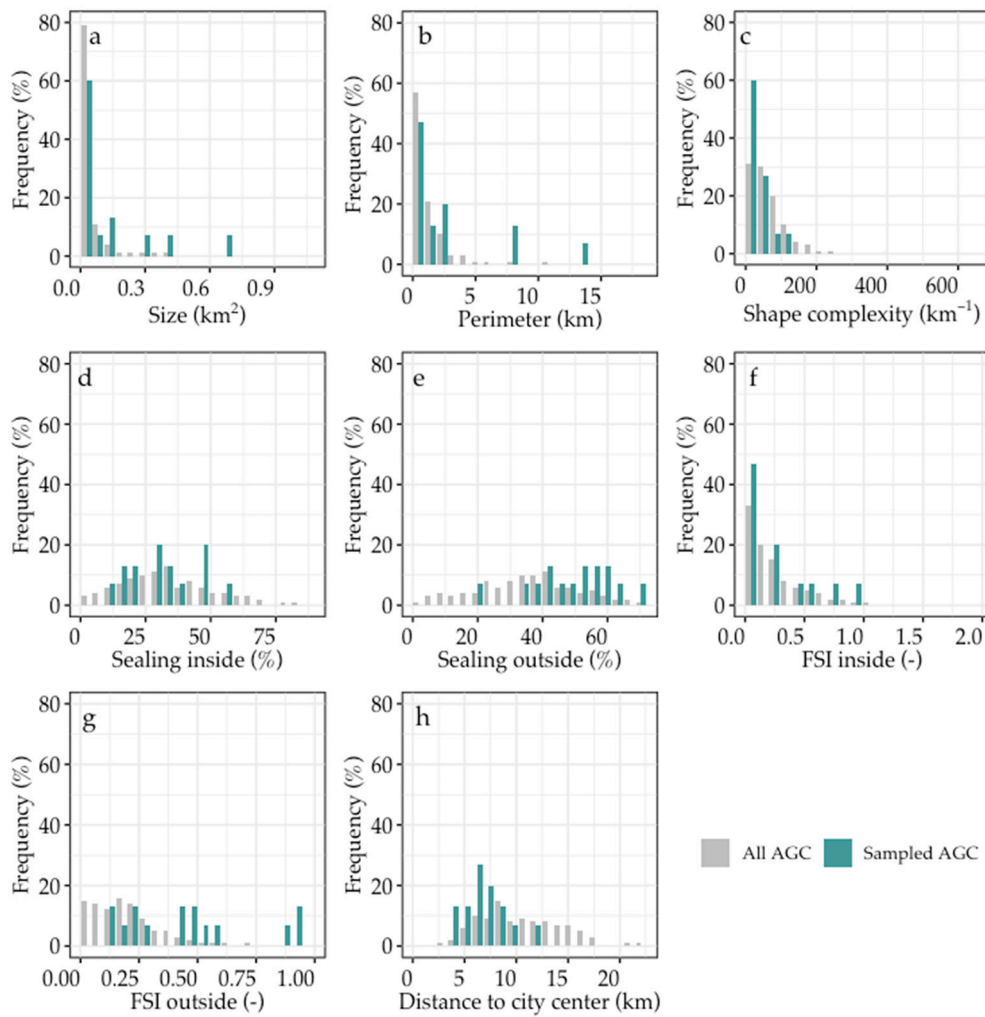 a
80
60
40
20
0
Frequency (%)
0.0 0.3 0.6 0.9
Size (km²)
b
80
60
40
20
0
Frequency (%)
0 5 10 15
Perimeter (km)
c
80
60
40
20
0
Frequency (%)
0 200 400 600
Shape complexity (km⁻¹)
d
80
60
40
20
0
Frequency (%)
0 25 50 75
Sealing inside (%)
e
80
60
40
20
0
Frequency (%)
0 20 40 60
Sealing outside (%)
f
80
60
40
20
0
Frequency (%)
0.0 0.5 1.0 1.5 2.0
FSI inside (-)
g
80
60
40
20
0
Frequency (%)
0.00 0.25 0.50 0.75 1.00
FSI outside (-)
h
80
60
40
20
0
Frequency (%)
0 5 10 15 20
Distance to city center (km)
All AGC Sampled AGC